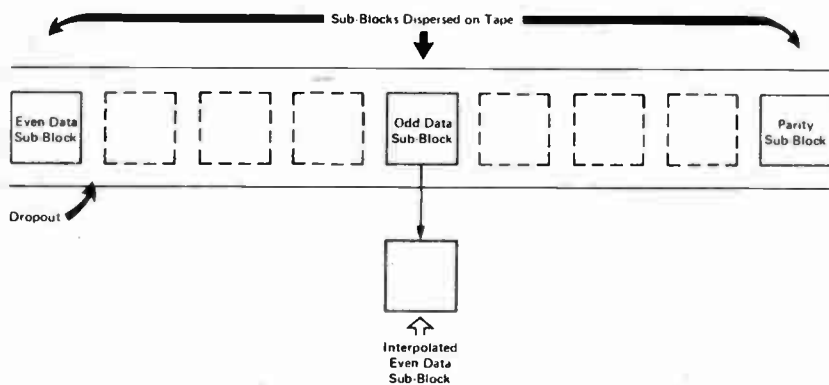 Sub-Blocks Dispersed on Tape
Even Data
Sub-Block
Odd Data
Sub-Block
Parity
Sub-Block
Dropout
Interpolated
Even Data
Sub-Block